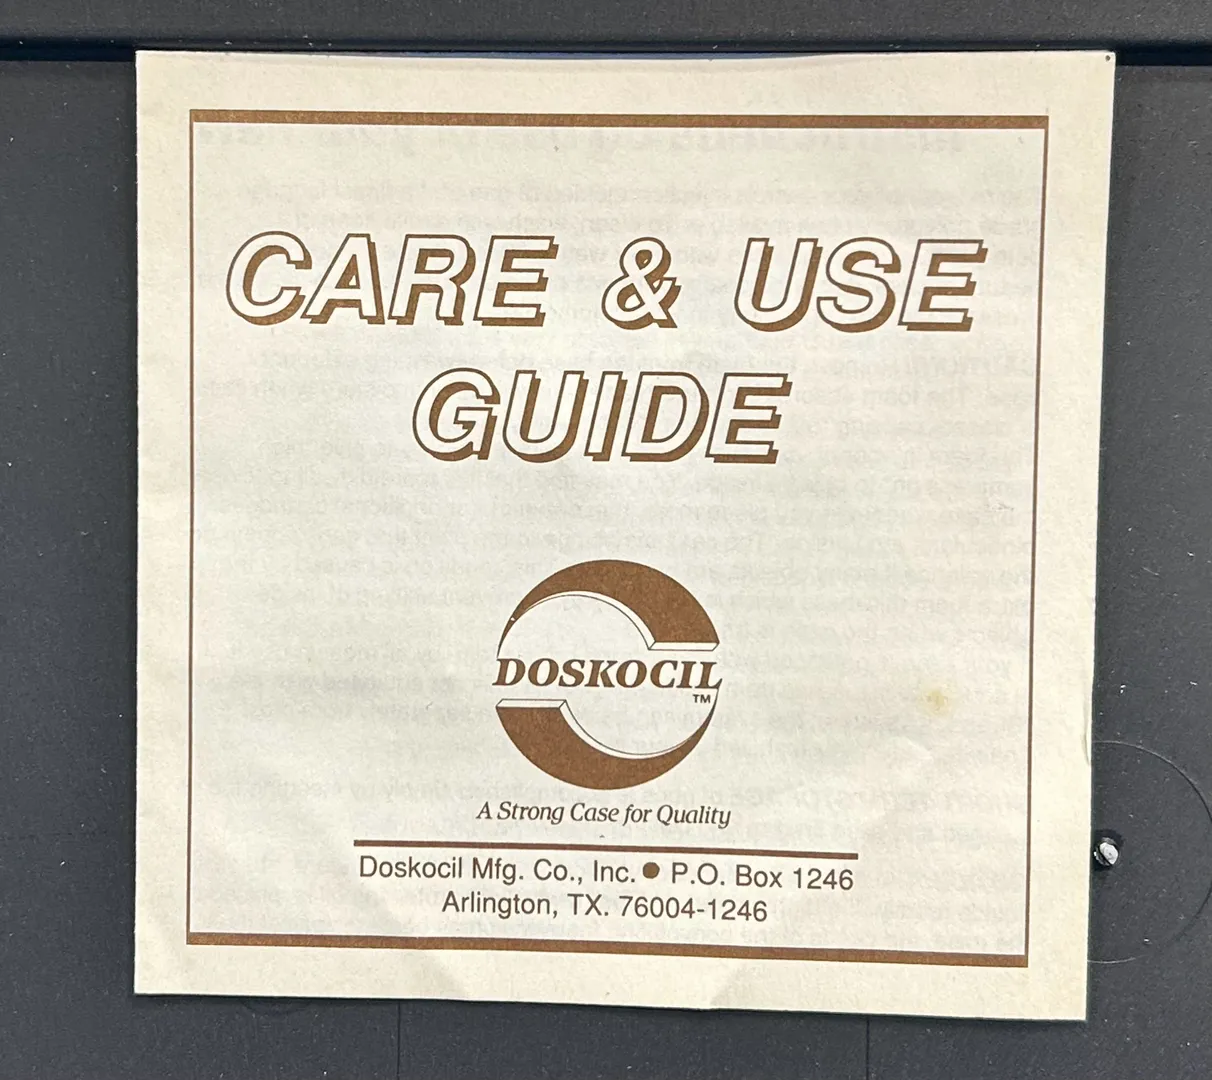 CARE & USE
GUIDE
DOSKOCIL
™
A Strong Case for Quality
Doskocil Mfg. Co., Inc. ● P.O. Box 1246
Arlington, TX. 76004-1246